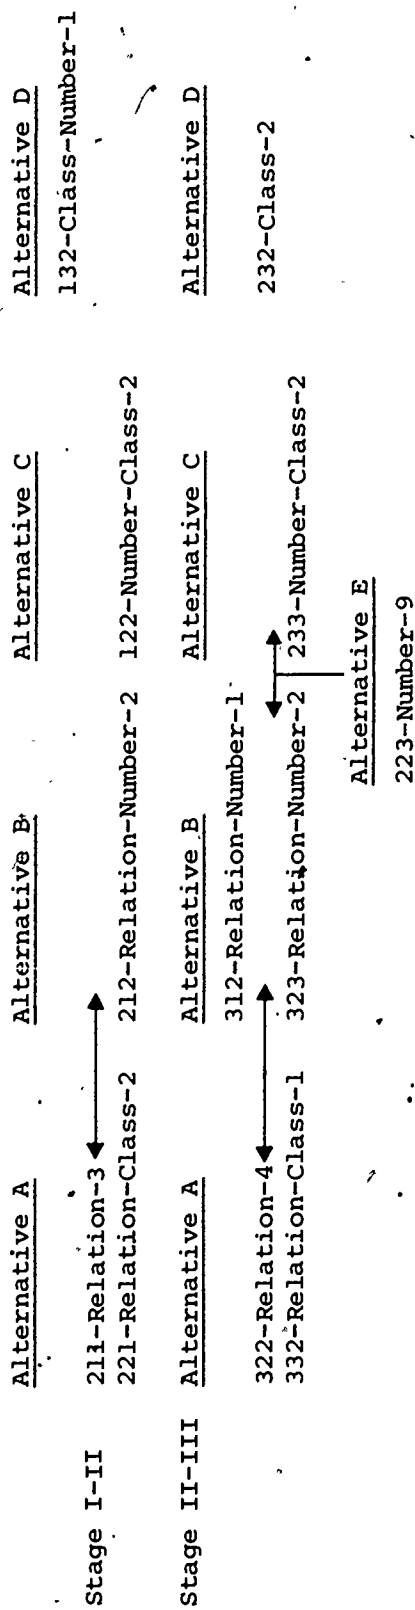 Alternative A Alternative B Alternative C Alternative D
132-Class-Number-1
Stage I-II 211-Relation-3
221-Relation-Class-2 212-Relation-Number-2 122-Number-Class-2
Stage II-III Alternative A Alternative B Alternative C Alternative D
312-Relation-Number-1
322-Relation-4 232-Class-2
332-Relation-Class-1 323-Relation-Number-2 233-Number-Class-2
Alternative E
223-Number-9